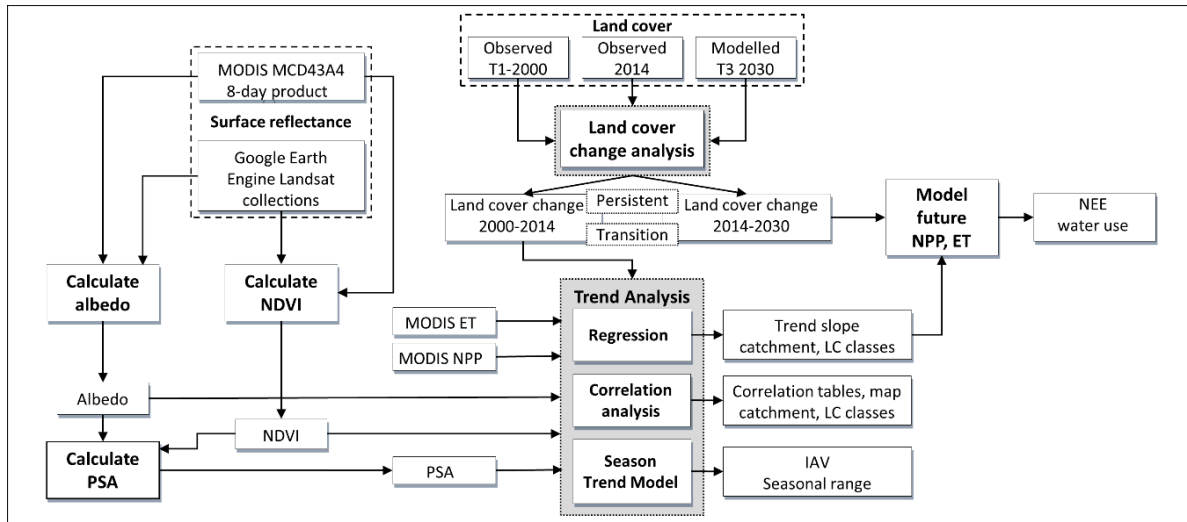 Land cover
Observed
T1-2000
Observed
2014
Modelled
T3 2030
MODIS MCD43A4
8-day product
Surface reflectance
Google Earth
Engine Landsat
collections
Land cover
change analysis
Land cover change
2000-2014
Persistent
Transition
Land cover change
2014-2030
Model
future
NPP, ET
NEE
water use
Calculate
albedo
Calculate
NDVI
Trend Analysis
MODIS ET
MODIS NPP
Regression
Trend slope
catchment, LC classes
Albedo
Correlation
analysis
Correlation tables, map
catchment, LC classes
NDVI
Calculate
PSA
PSA
Season
Trend Model
IAV
Seasonal range